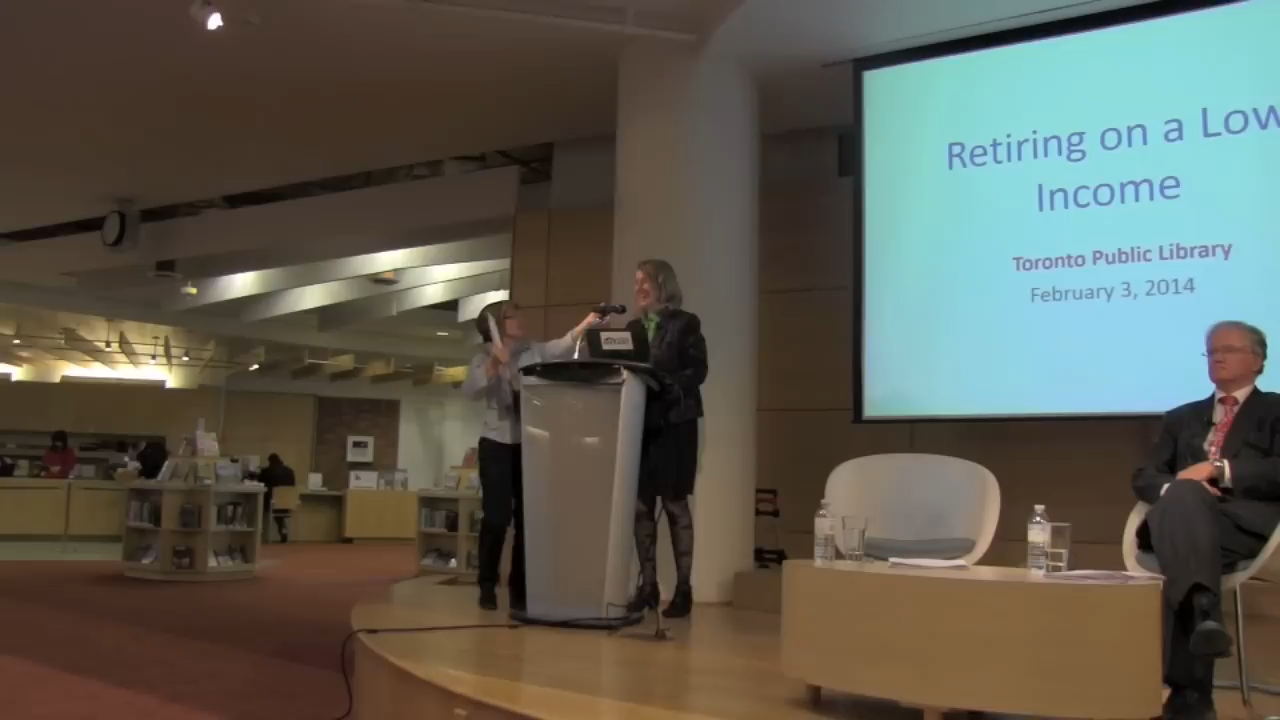 Retiring on a Low
Income
Toronto Public Library
February 3, 2014